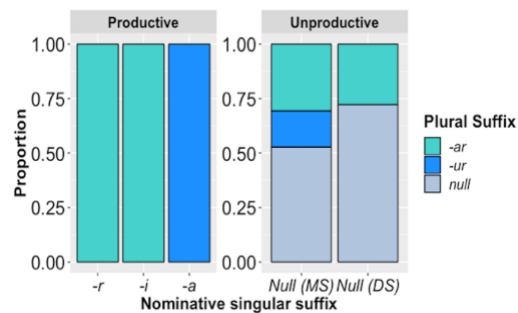 Productive Unproductive
1.00 1.00
0.75 0.75
0.50 0.50
0.25 0.25
0.00 0.00
Proportion
-r -i -a Null (MS) Null (DS)
Nominative singular suffix
Plural Suffix
-ar
-ur
null